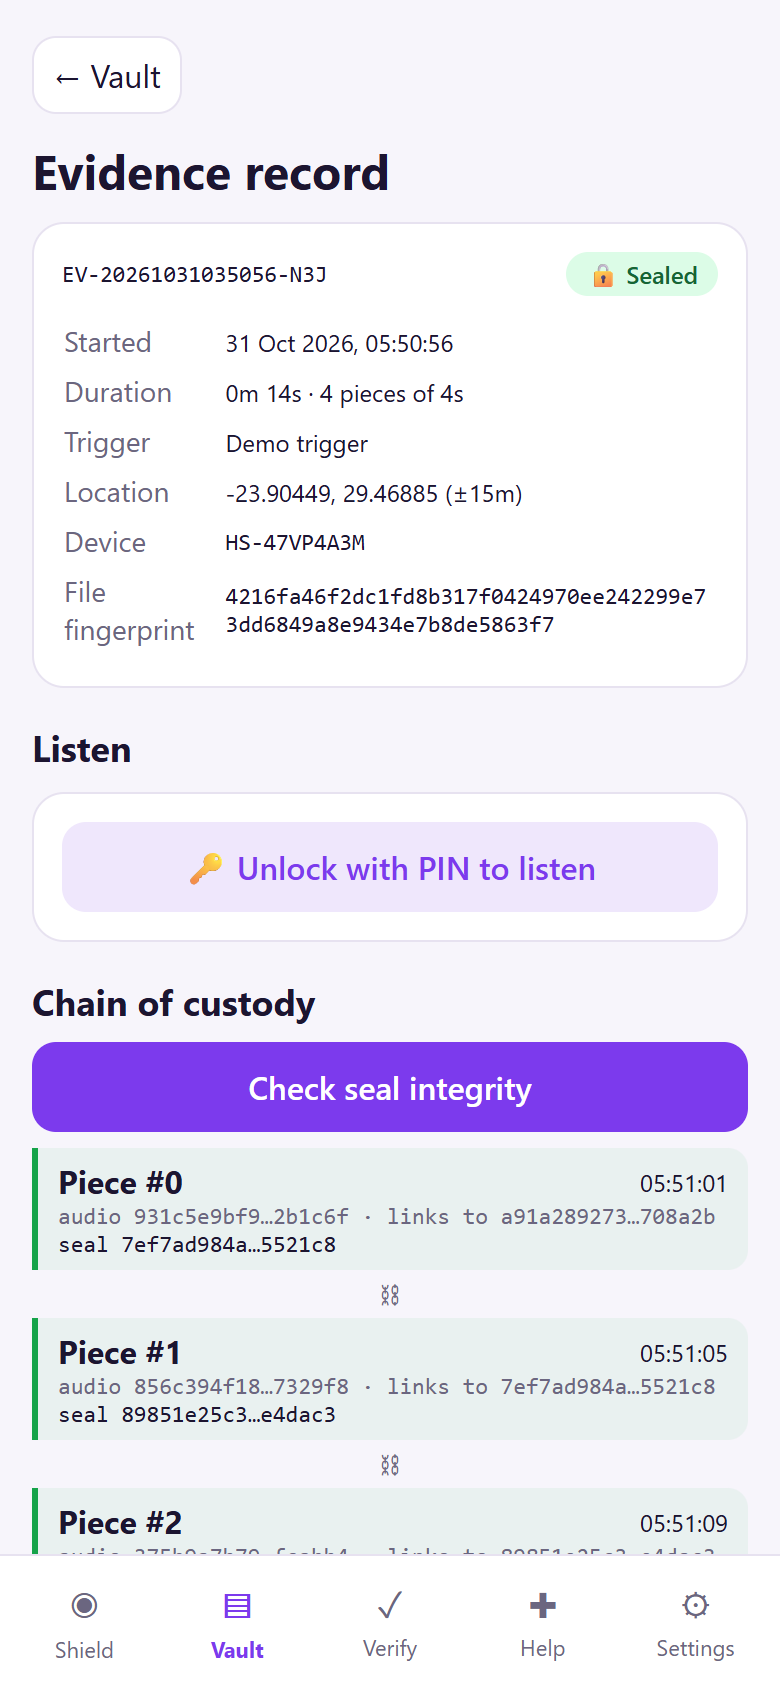 ← Vault
Evidence record
EV-20261031035056-N3J
🔒 Sealed
Started 31 Oct 2026, 05:50:56
Duration 0m 14s · 4 pieces of 4s
Trigger Demo trigger
Location -23.90449, 29.46885 (±15m)
Device HS-47VP4A3M
File fingerprint 4216fa46f2dc1fd8b317f0424970ee242299e7
3dd6849a8e9434e7b8de5863f7
Listen
🔑 Unlock with PIN to listen
Chain of custody
Check seal integrity
Piece #0 05:51:01
audio 931c5e9bf9…2b1c6f · links to a91a289273…708a2b
seal 7ef7ad984a…5521c8
Piece #1 05:51:05
audio 856c394f18…7329f8 · links to 7ef7ad984a…5521c8
seal 89851e25c3…e4dac3
Piece #2 05:51:09
Shield
Vault
Verify
Help
Settings